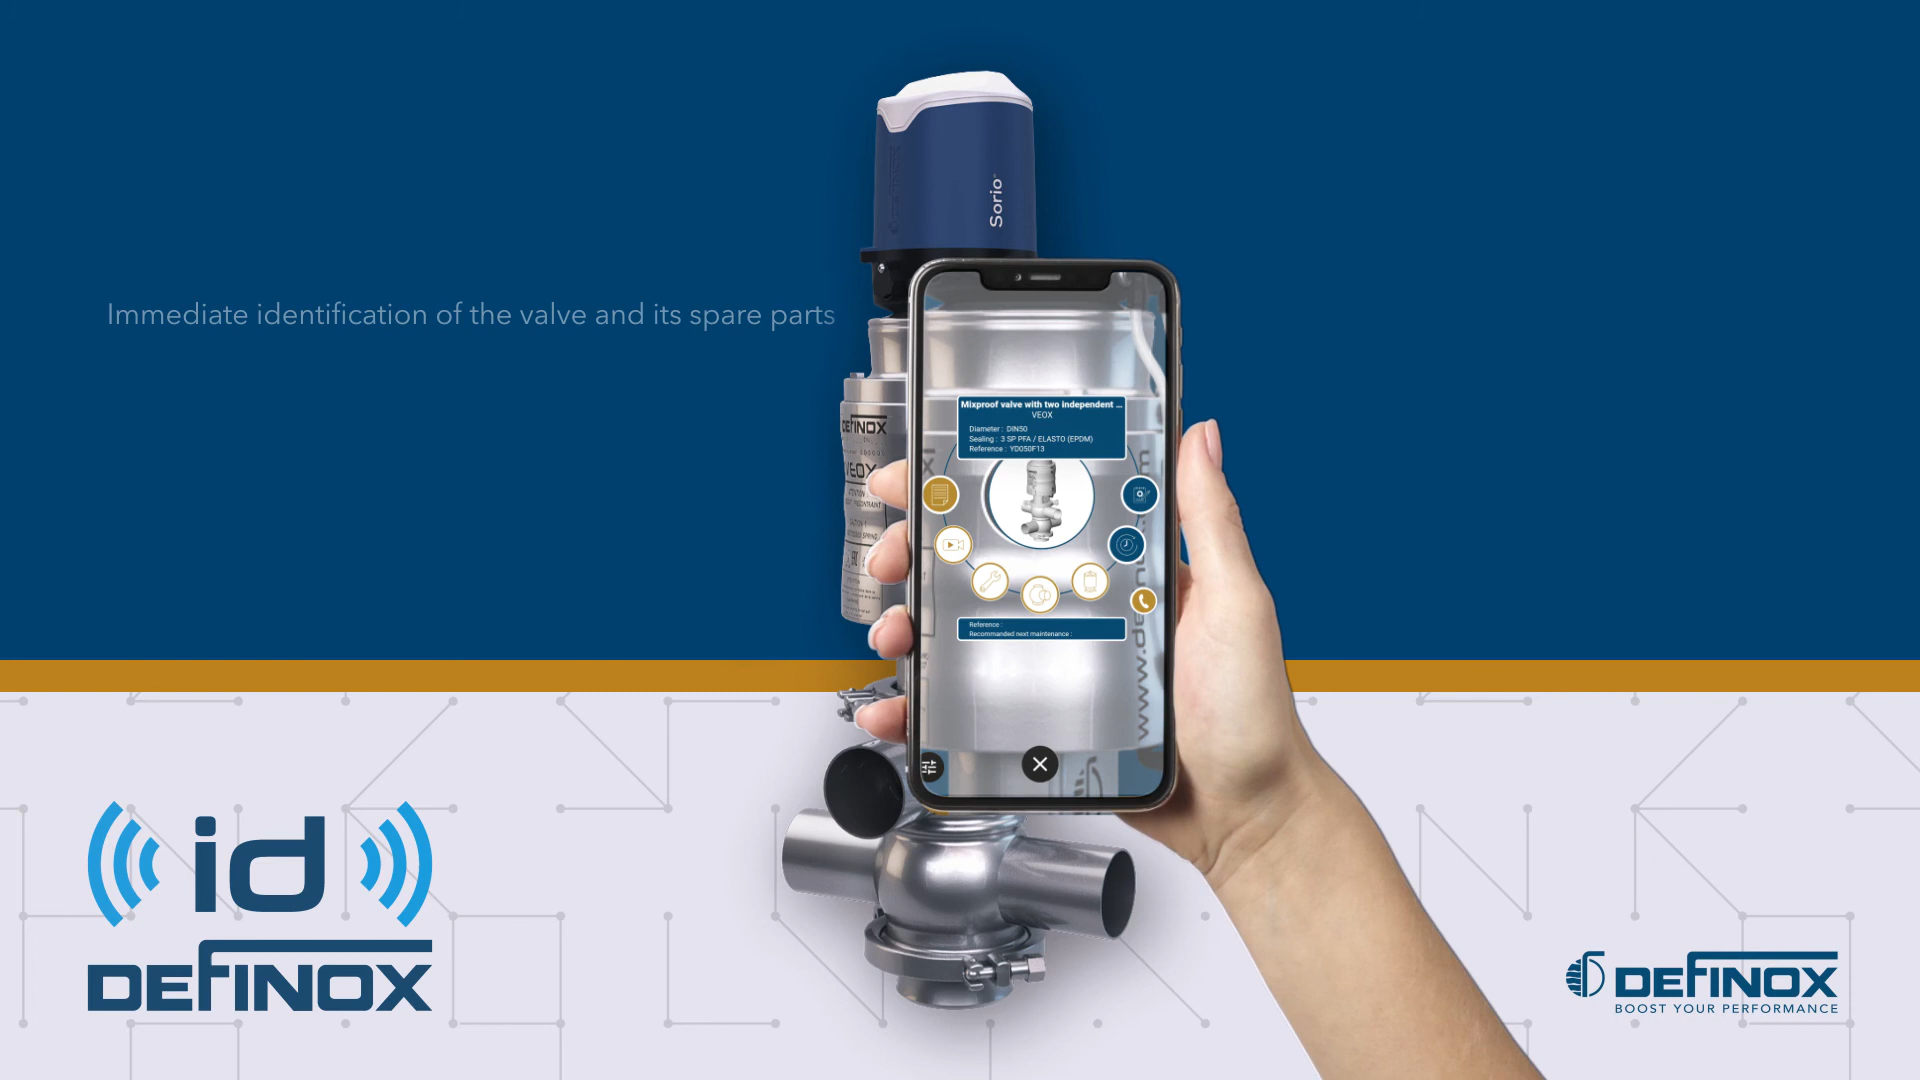 Sorio
Immediate identification of the valve and its spare parts
DEFINOX
VEOX
Mixproof valve with two independent ...
VEOX
Diameter : DIN50
Sealing : 3 SP PFA / ELASTO (EPDM)
Reference : YD050F13
Reference :
Recommanded next maintenance :
id
DEFINOX
DEFINOX
BOOST YOUR PERFORMANCE